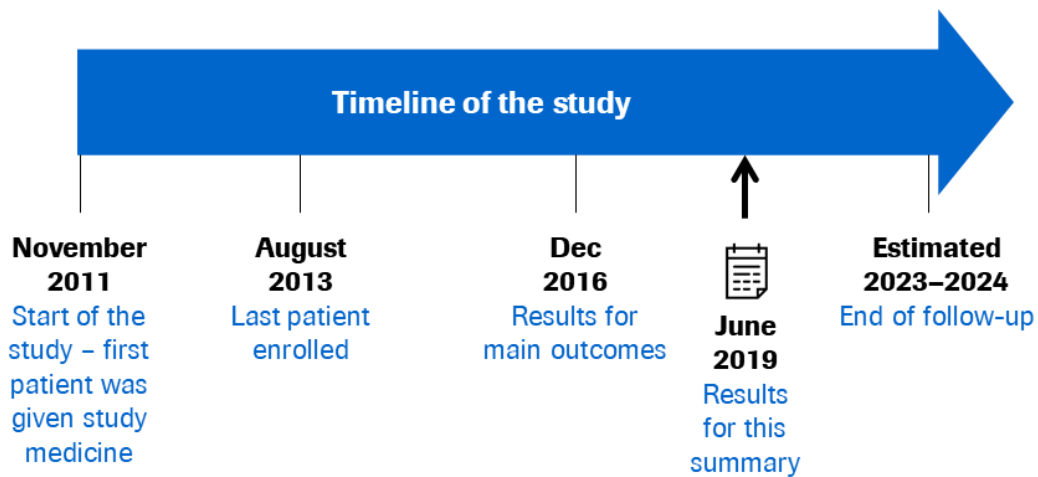 Timeline of the study
November
2011
Start of the
study – first
patient was
given study
medicine
August
2013
Last patient
enrolled
Dec
2016
Results for
main outcomes
June
2019
Results
for this
summary
Estimated
2023–2024
End of follow-up